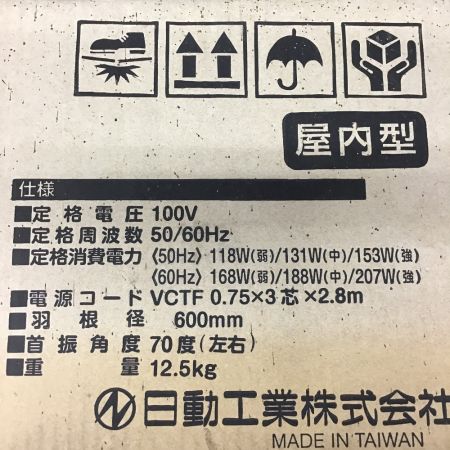 屋内型
仕様
■定格電圧 100V
■定格周波数 50/60Hz
■定格消費電力 〈50Hz〉118W(弱)/131W(中)/153W(強)
〈60Hz〉168W(弱)/188W(中)/207W(強)
■電源コード VCTF 0.75×3芯×2.8m
■羽根径 600mm
■首振角度 70度(左右)
■重量 12.5kg
日動工業株式会社
MADE IN TAIWAN